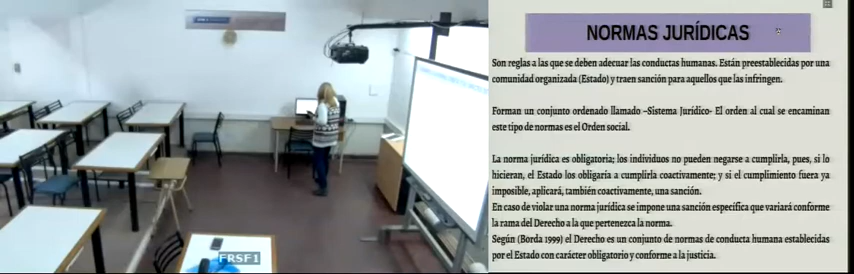 FRSF1
NORMAS JURÍDICAS
Son reglas a las que se deben adecuar las conductas humanas. Están preestablecidas por una
comunidad organizada (Estado) y traen sanción para aquellos que las infringen.
Forman un conjunto ordenado llamado –Sistema Jurídico- El orden al cual se encaminan
este tipo de normas es el Orden social.
La norma jurídica es obligatoria; los individuos no pueden negarse a cumplirla, pues, si lo
hicieran, el Estado los obligaría a cumplirla coactivamente; y si el cumplimiento fuera ya
imposible, aplicará, también coactivamente, una sanción.
En caso de violar una norma jurídica se impone una sanción específica que variará conforme
la rama del Derecho a la que pertenezca la norma.
Según (Borda 1999) el Derecho es un conjunto de normas de conducta humana establecidas
por el Estado con carácter obligatorio y conforme a la justicia.